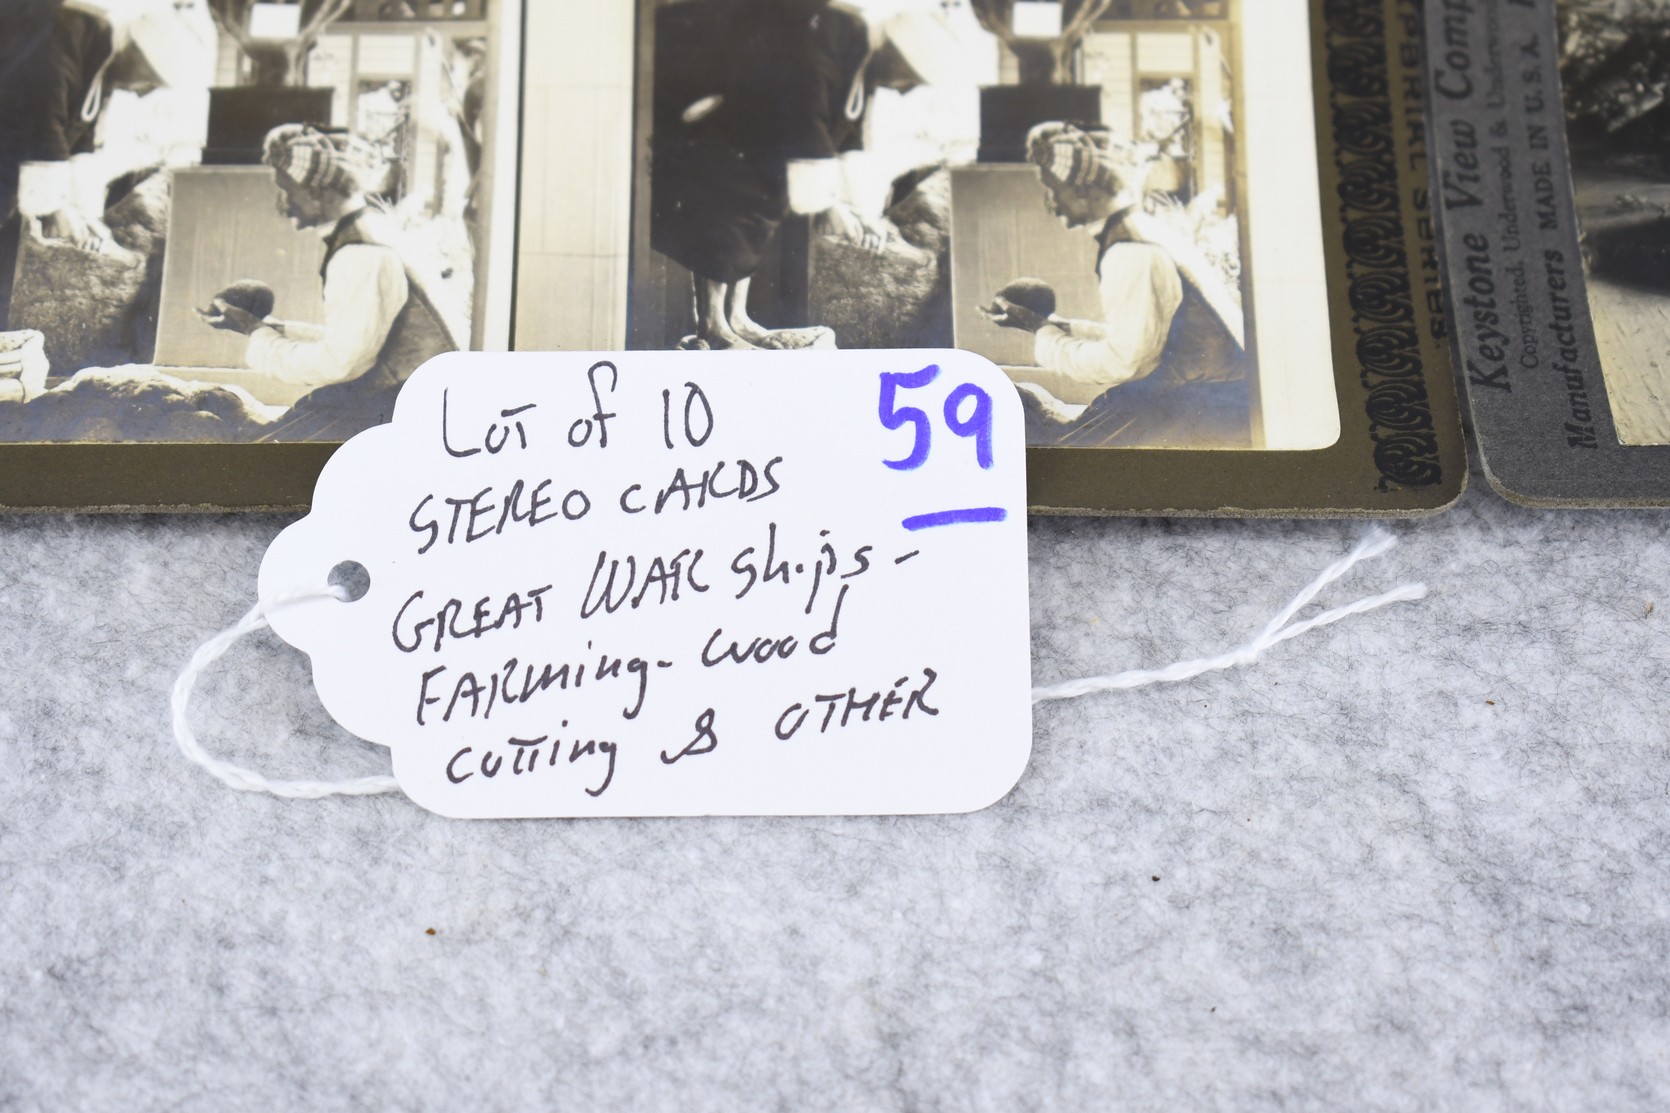 Lot of 10
59
STEREO CARDS
GREAT WAR Ships -
FARming - wood
cutting & OTHER
Keystone View Comp
Copyrighted, Underwood & Underwood
Manufacturers MADE IN U.S.A.